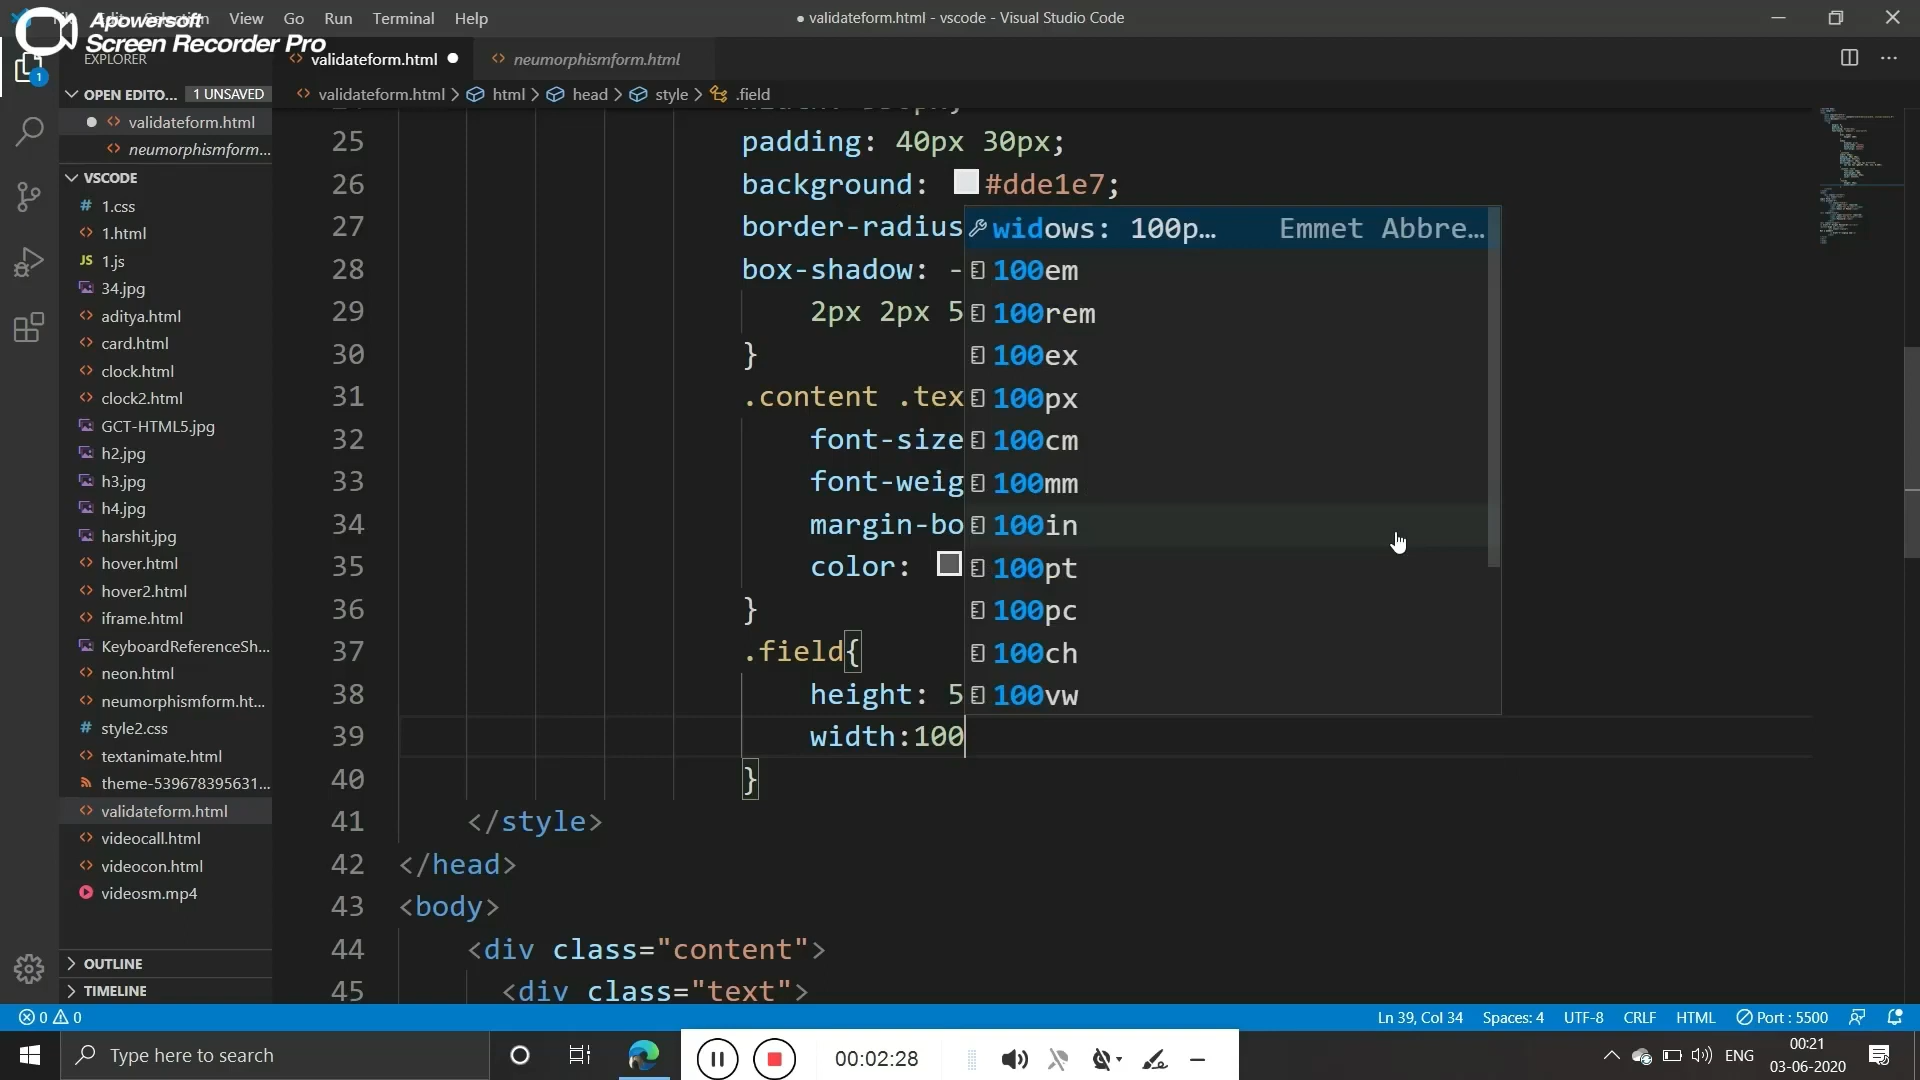 File Edit Selection View Go Run Terminal Help
● validateform.html - vscode - Visual Studio Code
Apowersoft
Screen Recorder Pro
EXPLORER
validateform.html
neumorphismform.html
1
OPEN EDITO... 1 UNSAVED
validateform.html > html > head > style > .field
validateform.html
neumorphismform...
VSCODE
1.css
1.html
1.js
34.jpg
aditya.html
card.html
clock.html
clock2.html
GCT-HTML5.jpg
h2.jpg
h3.jpg
h4.jpg
harshit.jpg
hover.html
hover2.html
iframe.html
KeyboardReferenceSh...
neon.html
neumorphismform.ht...
style2.css
textanimate.html
theme-539678395631...
validateform.html
videocall.html
videocon.html
videosm.mp4
OUTLINE
TIMELINE
25 padding: 40px 30px;
26 background: #dde1e7;
27 border-radius
28 box-shadow: -
29 2px 2px 5
30 }
31 .content .tex
32 font-size
33 font-weig
34 margin-bo
35 color:
36 }
37 .field{
38 height: 5
39 width:100
40 }
41 </style>
42 </head>
43 <body>
44 <div class="content">
45 <div class="text">
widows: 100p... Emmet Abbre...
100em
100rem
100ex
100px
100cm
100mm
100in
100pt
100pc
100ch
100vw
0 0
Ln 39, Col 34 Spaces: 4 UTF-8 CRLF HTML Port : 5500
Type here to search
00:02:28
ENG
00:21
03-06-2020